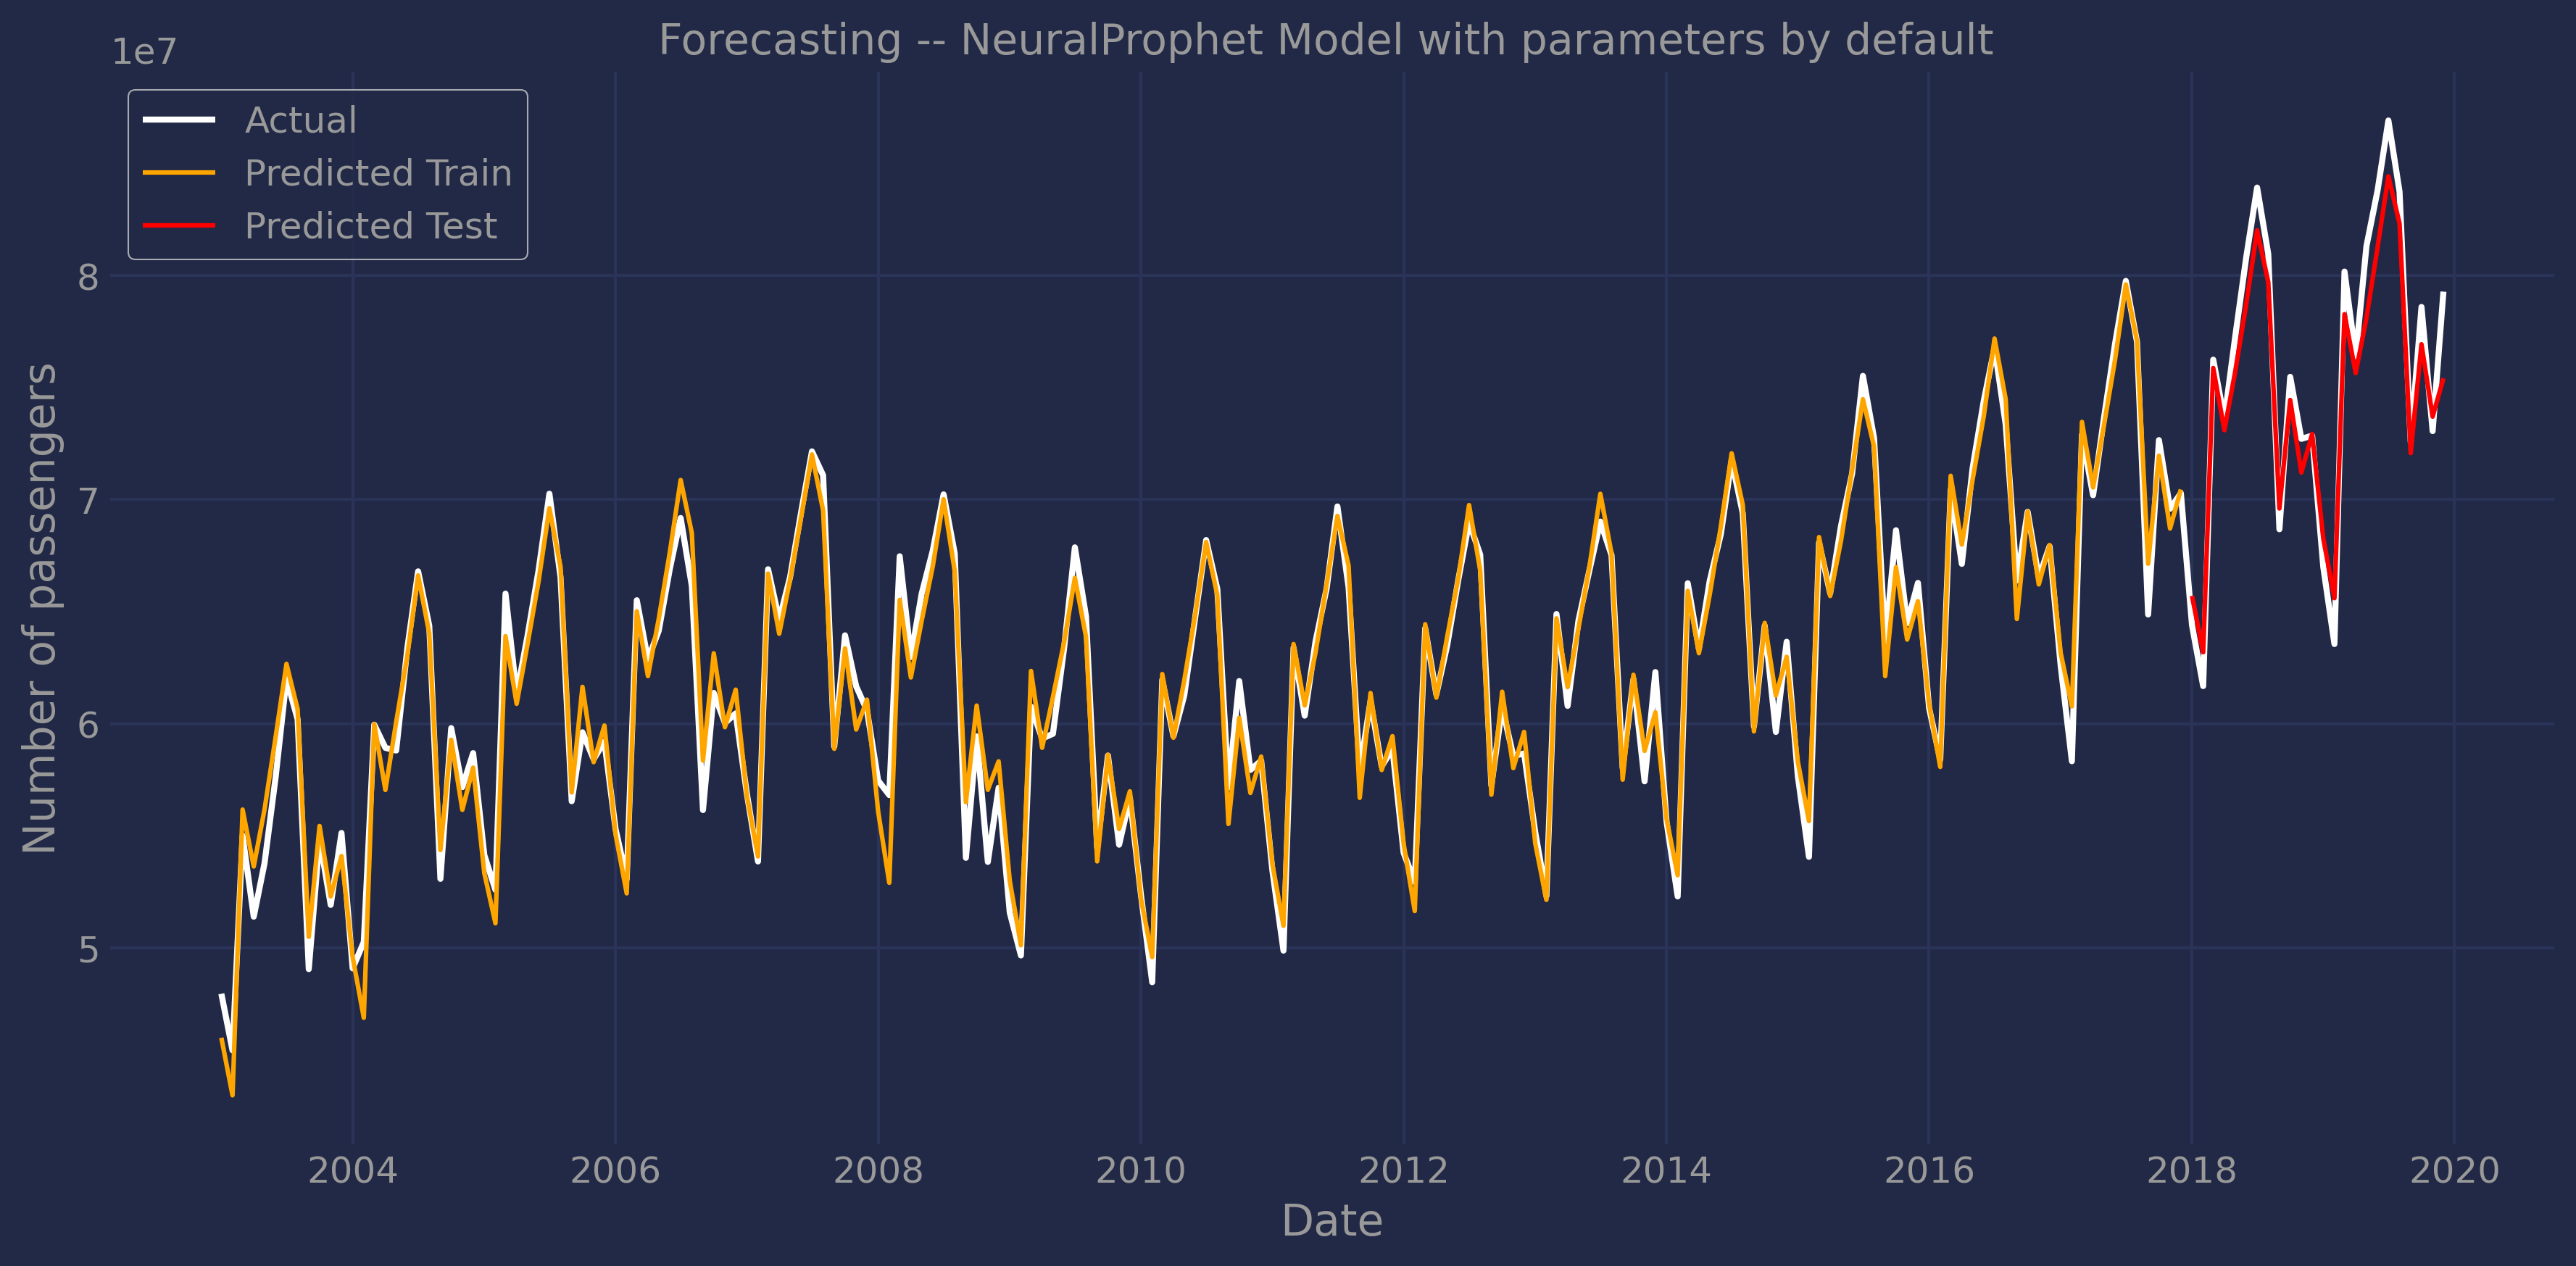 Forecasting -- NeuralProphet Model with parameters by default
1e7
Actual
Predicted Train
Predicted Test
8
7
6
5
Number of passengers
2004 2006 2008 2010 2012 2014 2016 2018 2020
Date